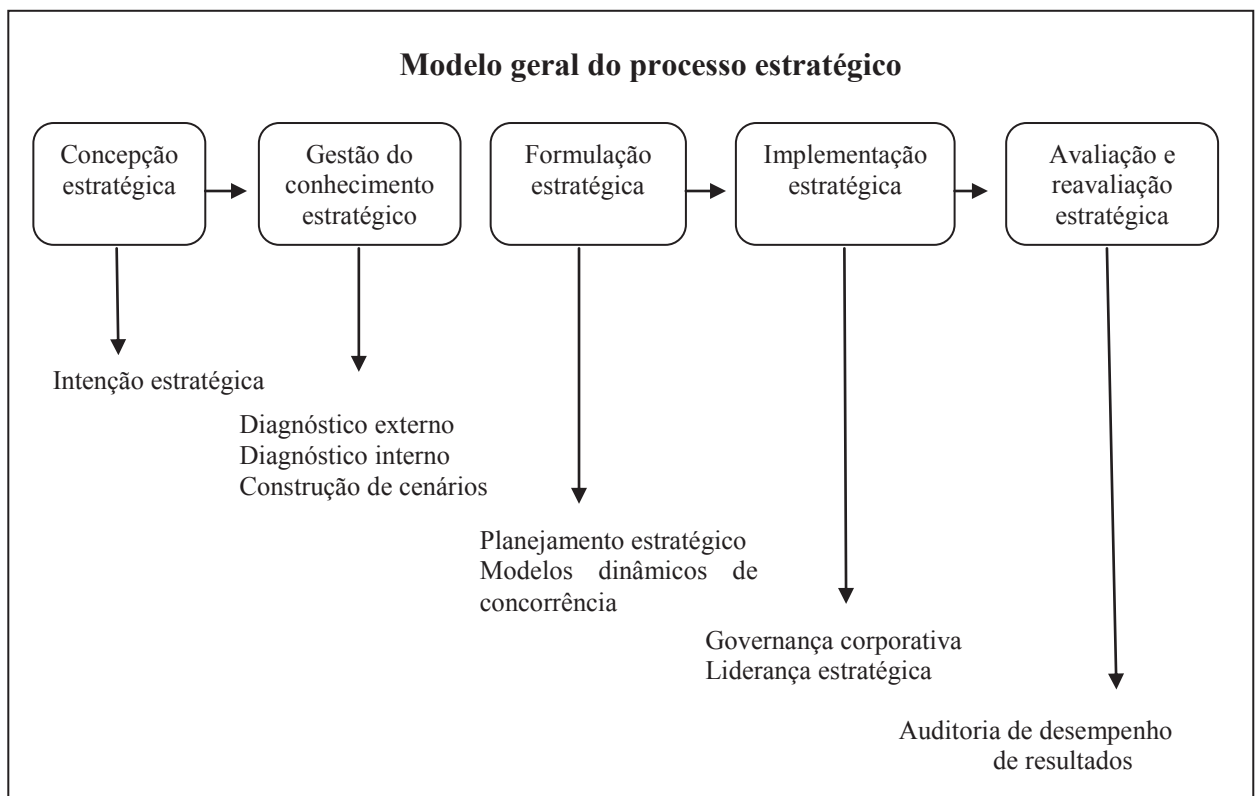 Modelo geral do processo estratégico
Concepção
estratégica
Gestão do
conhecimento
estratégico
Formulação
estratégica
Implementação
estratégica
Avaliação e
reavaliação
estratégica
Intenção estratégica
Diagnóstico externo
Diagnóstico interno
Construção de cenários
Planejamento estratégico
Modelos dinâmicos de
concorrência
Governança corporativa
Liderança estratégica
Auditoria de desempenho
de resultados